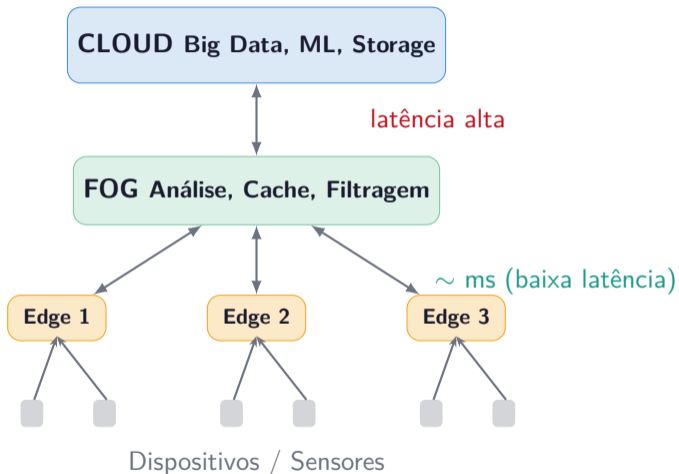 CLOUD Big Data, ML, Storage
latência alta
FOG Análise, Cache, Filtragem
~ ms (baixa latência)
Edge 1
Edge 2
Edge 3
Dispositivos / Sensores